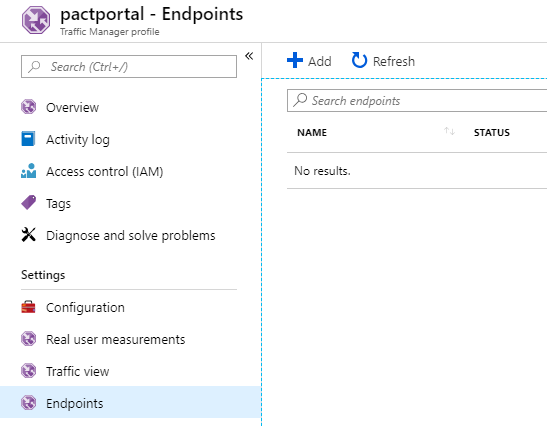 pactportal - Endpoints
Traffic Manager profile
«
Search (Ctrl+/)
Overview
Activity log
Access control (IAM)
Tags
Diagnose and solve problems
Settings
Configuration
Real user measurements
Traffic view
Endpoints
Add Refresh
Search endpoints
NAME ↑↓ STATUS
No results.